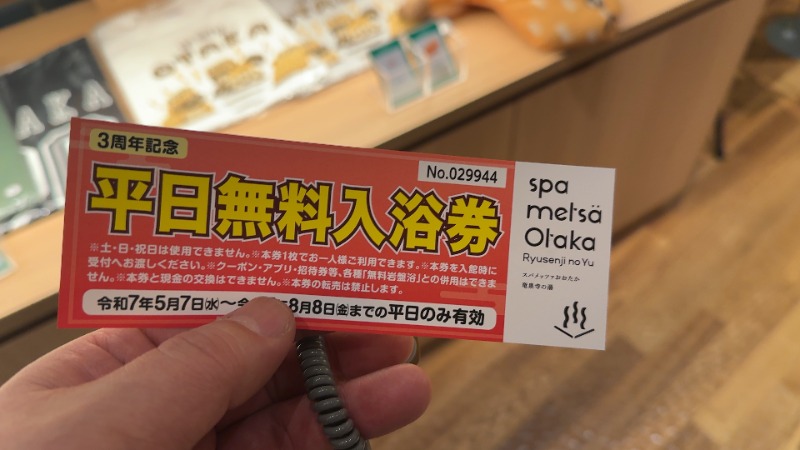 3周年記念
No.029944
平日無料入浴券
※土・日・祝日は使用できません。※本券1枚でお一人様ご利用できます。※本券を入館時に
受付へお渡しください。※クーポン・アプリ・招待券等、各種「無料岩盤浴」との併用はできま
せん。※本券と現金の交換はできません。※本券の転売は禁止します。
令和7年5月7日㈬～ 8月8日㈮までの平日のみ有効
spa
metsä
Otaka
Ryusenji no Yu
スパメッツァおおたか
竜泉寺の湯
OTAKA
AKA